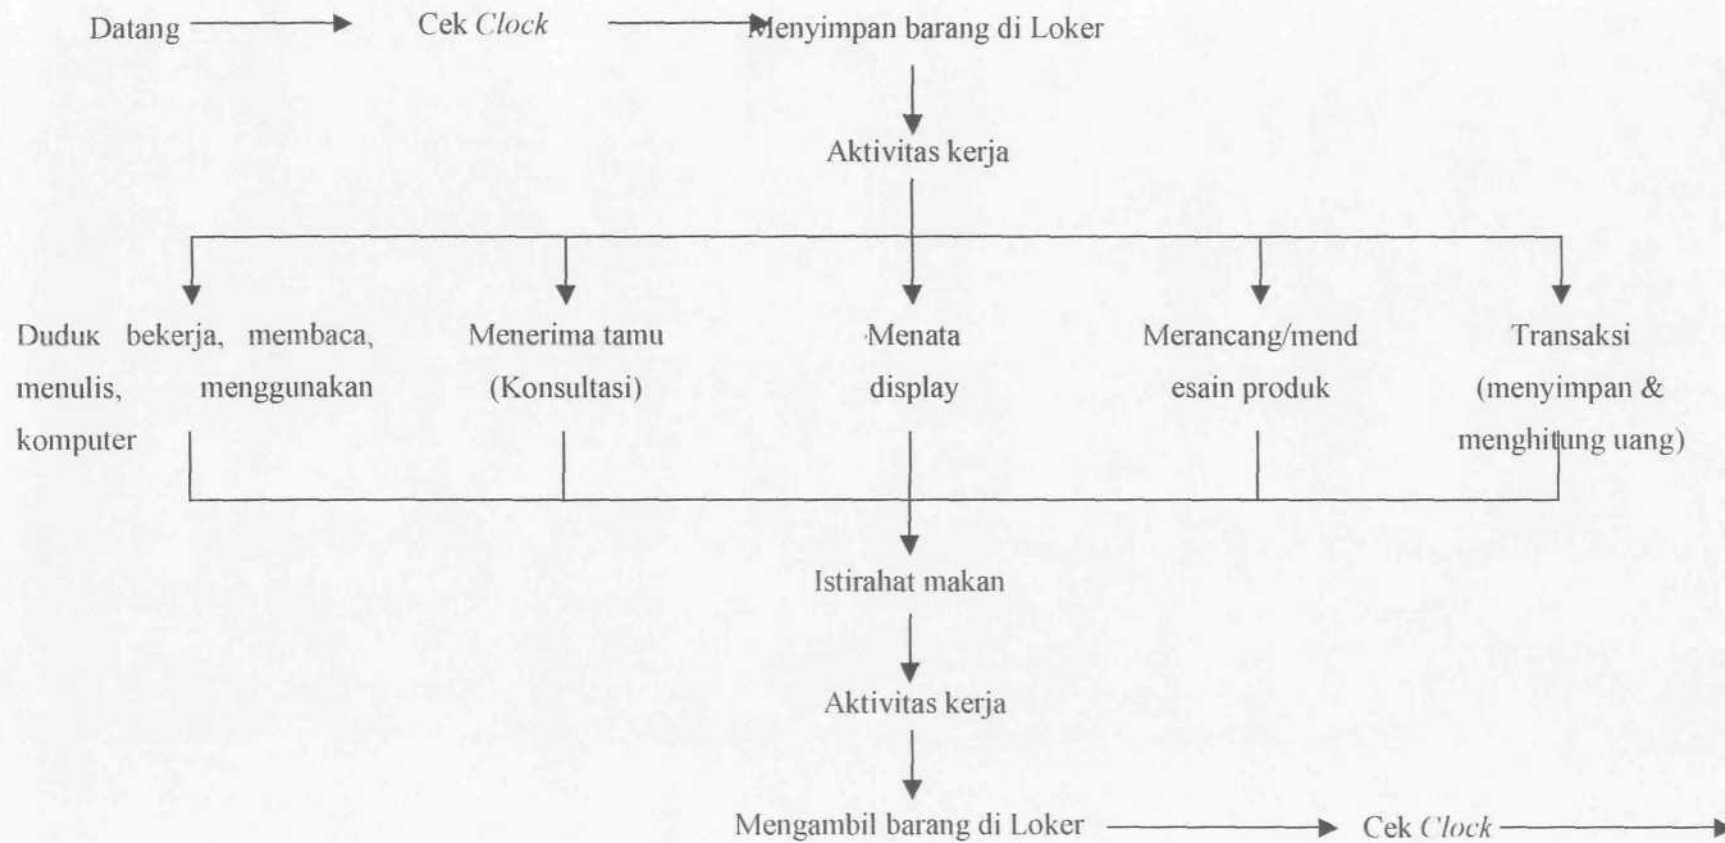 Datang Cek Clock Menyimpan barang di Loker
Aktivitas kerja
Duduk bekerja, membaca,
menulis, menggunakan
komputer
Menerima tamu
(Konsultasi)
Menata
display
Merancang/mend
esain produk
Transaksi
(menyimpan &
menghitung uang)
Istirahat makan
Aktivitas kerja
Mengambil barang di Loker Cek Clock